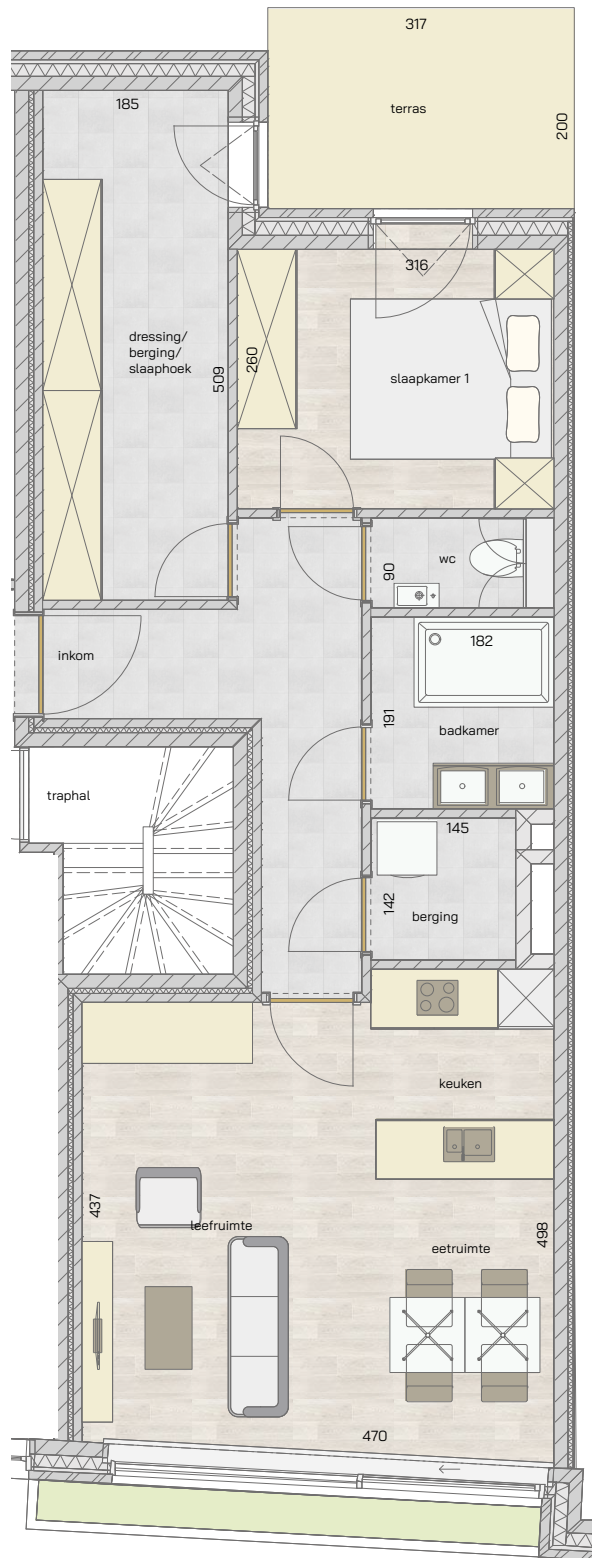 317
terras
200
185
316
dressing/
berging/
slaaphoek
509
260
slaapkamer 1
wc
90
inkom
182
191
badkamer
traphal
145
142
berging
keuken
437
leefruimte
498
eetruimte
470